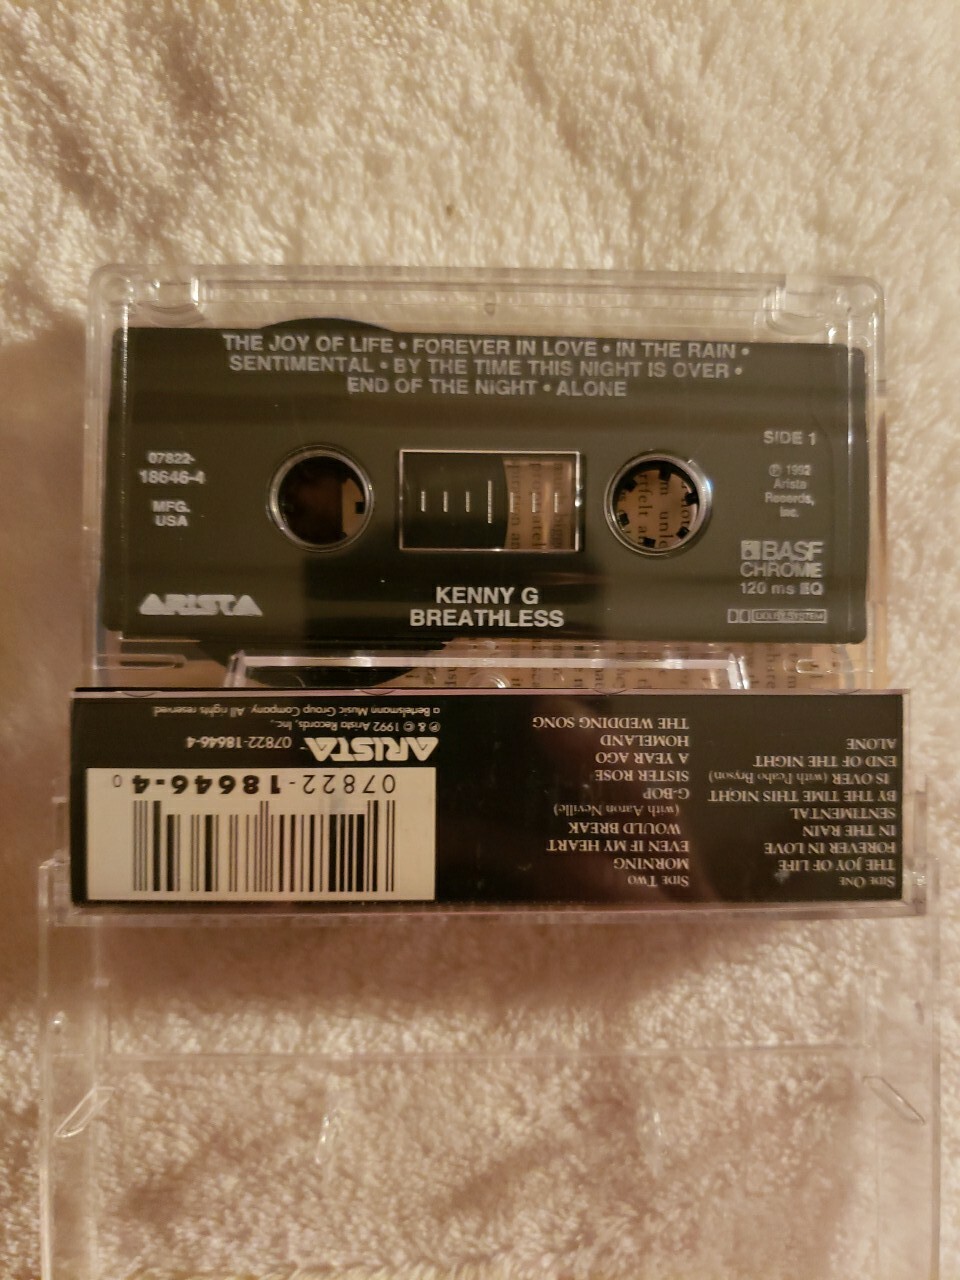 THE JOY OF LIFE • FOREVER IN LOVE • IN THE RAIN •
SENTIMENTAL • BY THE TIME THIS NIGHT IS OVER •
END OF THE NIGHT • ALONE
07822-
18646-4
MFG.
USA
SIDE 1
℗ 1992
Arista
Records,
Inc.
BASF
CHROME
120 ms EQ
DOLBY SYSTEM
ARISTA
KENNY G
BREATHLESS
SIDE ONE
THE JOY OF LIFE
FOREVER IN LOVE
IN THE RAIN
SENTIMENTAL
BY THE TIME THIS NIGHT
IS OVER (with Peabo Bryson)
END OF THE NIGHT
ALONE
SIDE TWO
MORNING
EVEN IF MY HEART
WOULD BREAK
(with Aaron Neville)
G-BOP
SISTER ROSE
A YEAR AGO
HOMELAND
THE WEDDING SONG
07822-18646-4 0
ARISTA™ 07822-18646-4
℗ & © 1992 Arista Records, Inc.,
a Bertelsmann Music Group Company. All rights reserved.